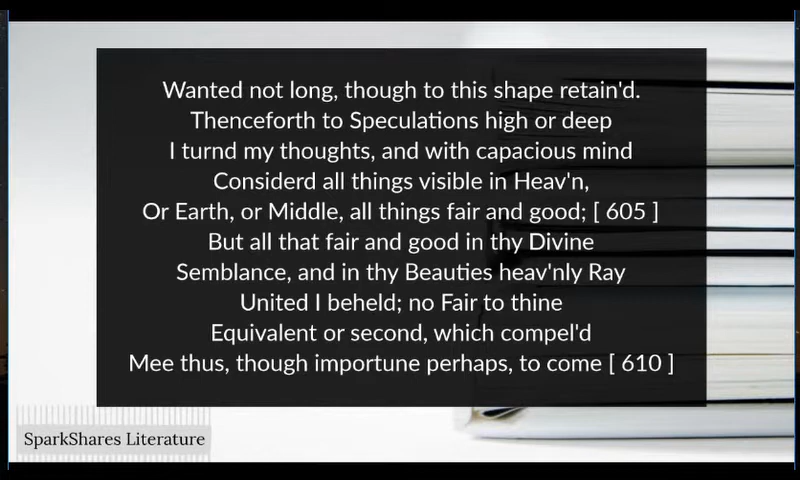 Wanted not long, though to this shape retain'd.
Thenceforth to Speculations high or deep
I turnd my thoughts, and with capacious mind
Considerd all things visible in Heav'n,
Or Earth, or Middle, all things fair and good; [ 605 ]
But all that fair and good in thy Divine
Semblance, and in thy Beauties heav'nly Ray
United I beheld; no Fair to thine
Equivalent or second, which compel'd
Mee thus, though importune perhaps, to come [ 610 ]
SparkShares Literature